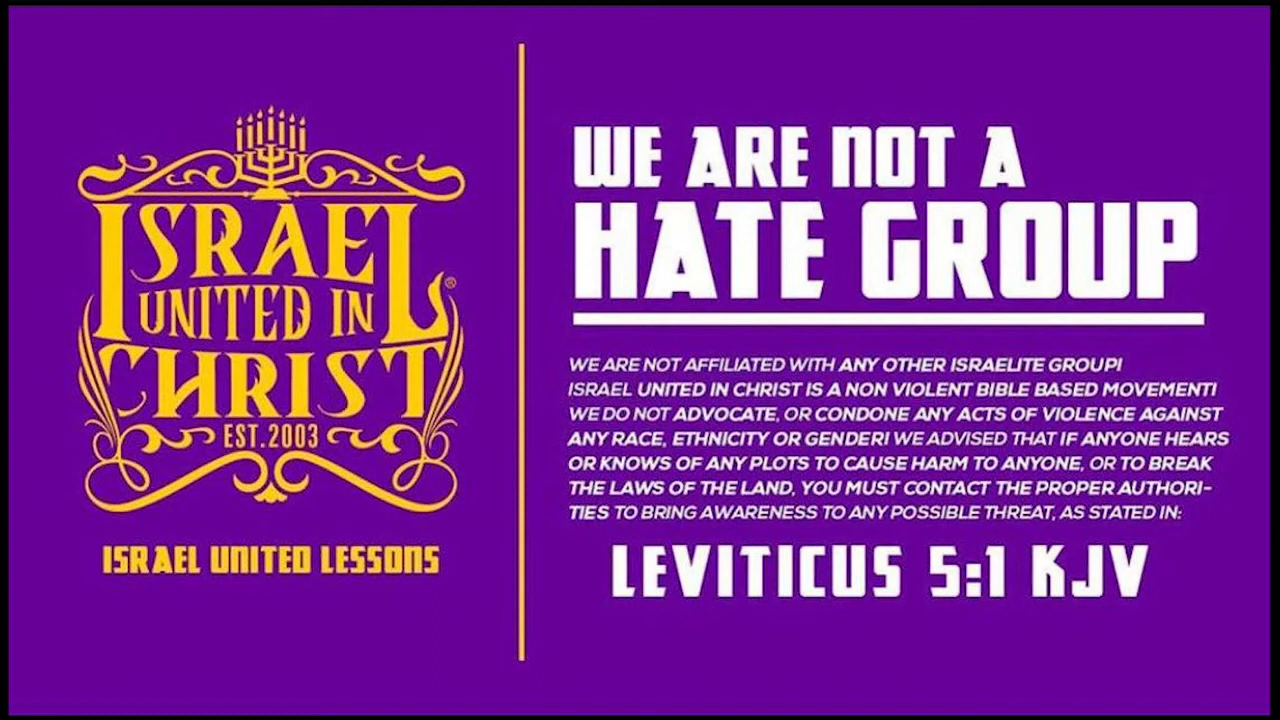 ISRAEL
UNITED IN
CHRIST
®
EST.2003
ISRAEL UNITED LESSONS
WE ARE NOT A
HATE GROUP
WE ARE NOT AFFILIATED WITH ANY OTHER ISRAELITE GROUP!
ISRAEL UNITED IN CHRIST IS A NON VIOLENT BIBLE BASED MOVEMENT!
WE DO NOT ADVOCATE, OR CONDONE ANY ACTS OF VIOLENCE AGAINST
ANY RACE, ETHNICITY OR GENDER! WE ADVISED THAT IF ANYONE HEARS
OR KNOWS OF ANY PLOTS TO CAUSE HARM TO ANYONE, OR TO BREAK
THE LAWS OF THE LAND, YOU MUST CONTACT THE PROPER AUTHORI-
TIES TO BRING AWARENESS TO ANY POSSIBLE THREAT, AS STATED IN:
LEVITICUS 5:1 KJV